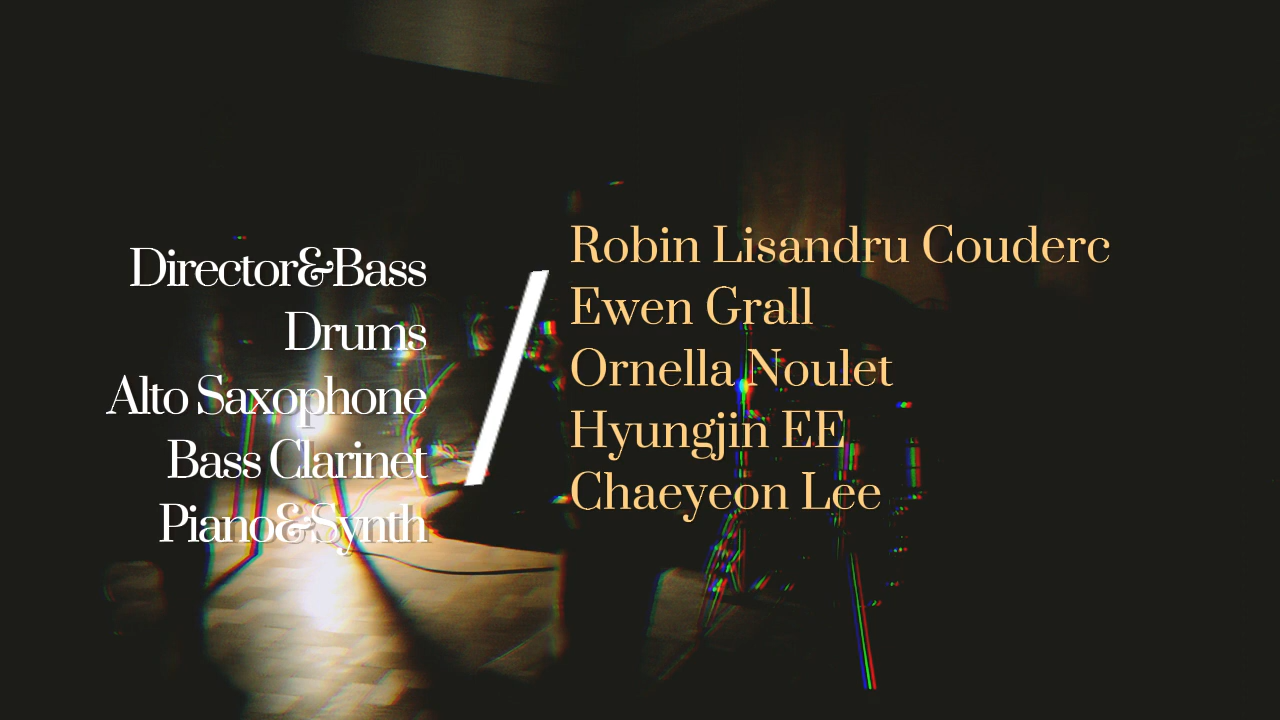 Director&Bass
Drums
Alto Saxophone
Bass Clarinet
Piano&Synth
/
Robin Lisandru Couderc
Ewen Grall
Ornella Noulet
Hyungjin EE
Chaeyeon Lee